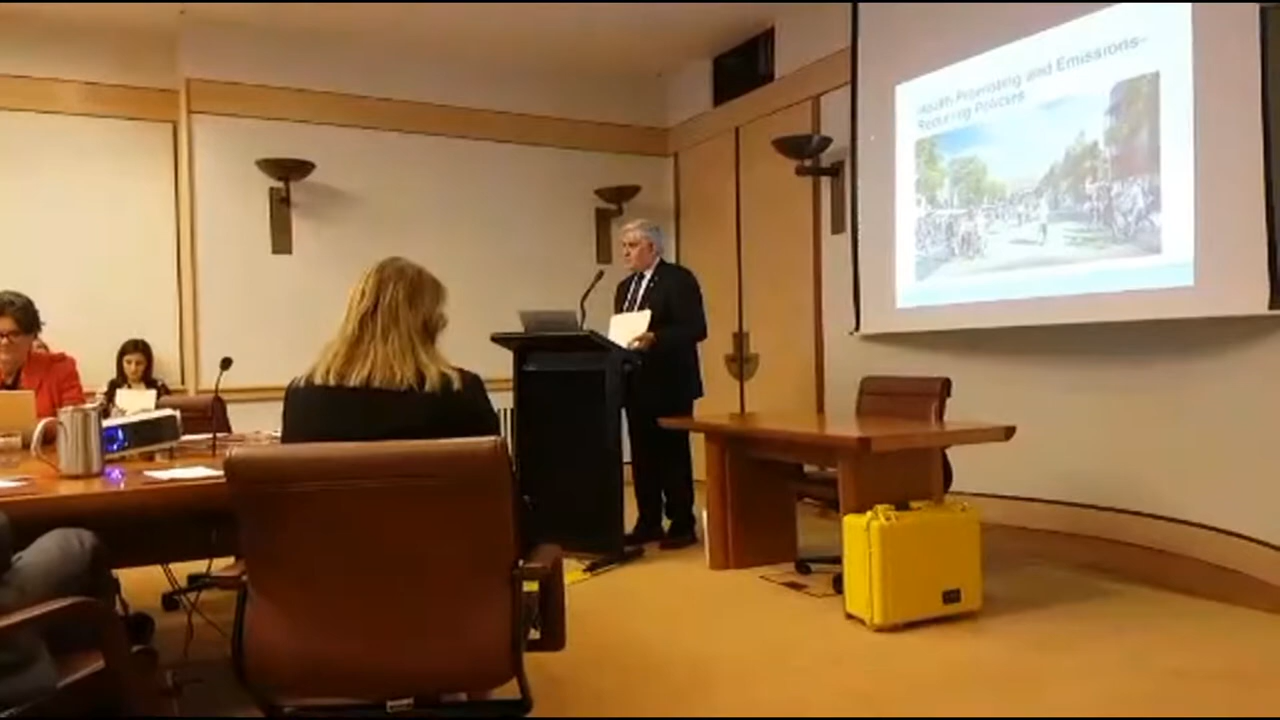 Health Promoting and Emissions-
Reducing Policies